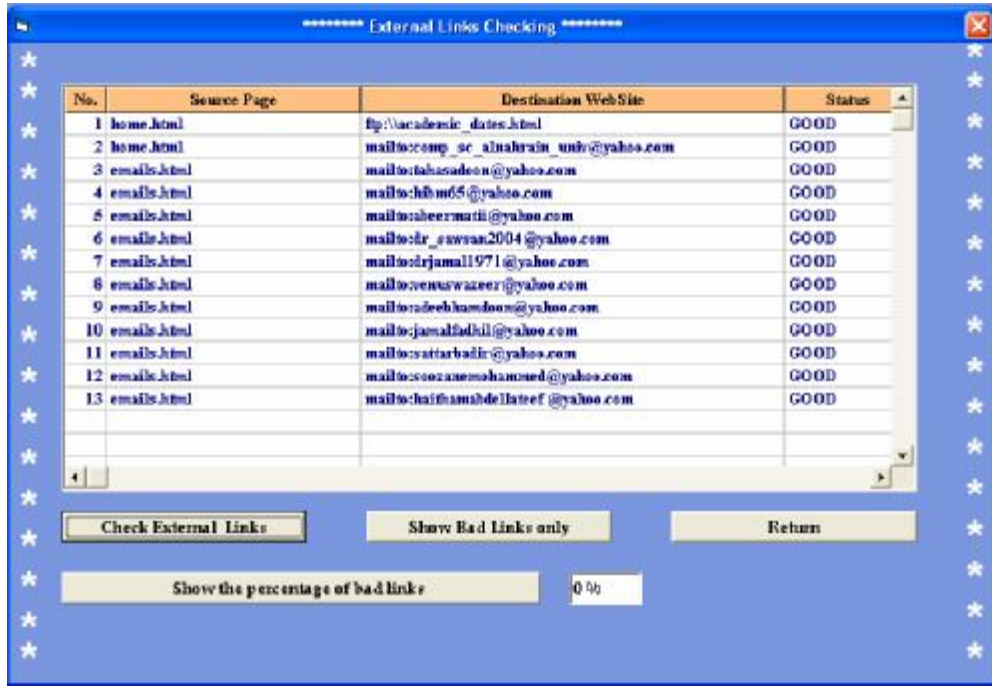 ******** External Links Checking ********
No. Source Page Destination WebSite Status
1 home.html ftp:\\academic_dates.html GOOD
2 home.html mailto:comp_sc_alnahrain_univ@yahoo.com GOOD
3 emails.html mailto:tahasadoon@yahoo.com GOOD
4 emails.html mailto:hibm65@yahoo.com GOOD
5 emails.html mailto:abeermatii@yahoo.com GOOD
6 emails.html mailto:dr_sawsan2004@yahoo.com GOOD
7 emails.html mailto:drjamal1971@yahoo.com GOOD
8 emails.html mailto:venuswazeer@yahoo.com GOOD
9 emails.html mailto:adeebhamdoon@yahoo.com GOOD
10 emails.html mailto:jamalfadhil@yahoo.com GOOD
11 emails.html mailto:sattarbadir@yahoo.com GOOD
12 emails.html mailto:soozanemohammed@yahoo.com GOOD
13 emails.html mailto:haithamabdellateef@yahoo.com GOOD
Check External Links Show Bad Links only Return
Show the percentage of bad links 0 %